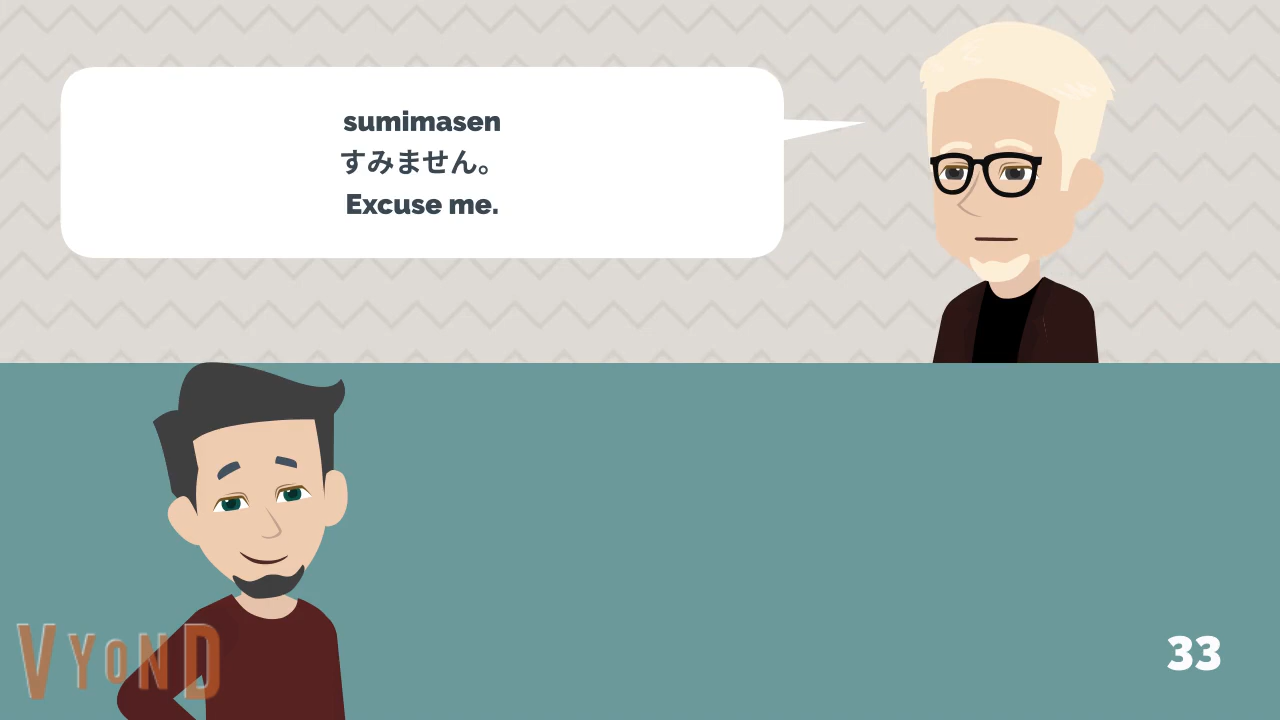 sumimasen
すみません。
Excuse me.
33
VYOND